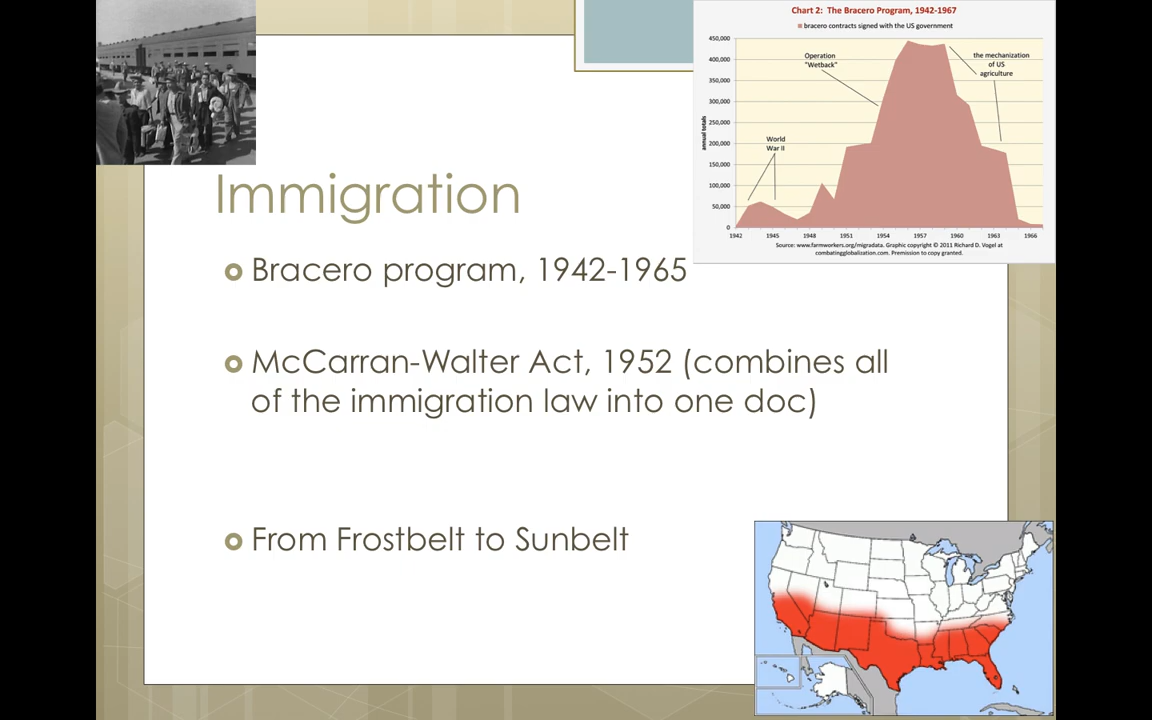 Chart 2: The Bracero Program, 1942-1967
bracero contracts signed with the US government
450,000
400,000
350,000
300,000
250,000
200,000
150,000
100,000
50,000
0
annual totals
Operation
"Wetback"
the mechanization
of US
agriculture
World
War II
1942 1945 1948 1951 1954 1957 1960 1963 1966
Source: www.farmworkers.org/migradata. Graphic copyright © 2011 Richard D. Vogel at
combatingglobalization.com. Premission to copy granted.
Immigration
Bracero program, 1942-1965
McCarran-Walter Act, 1952 (combines all
of the immigration law into one doc)
From Frostbelt to Sunbelt